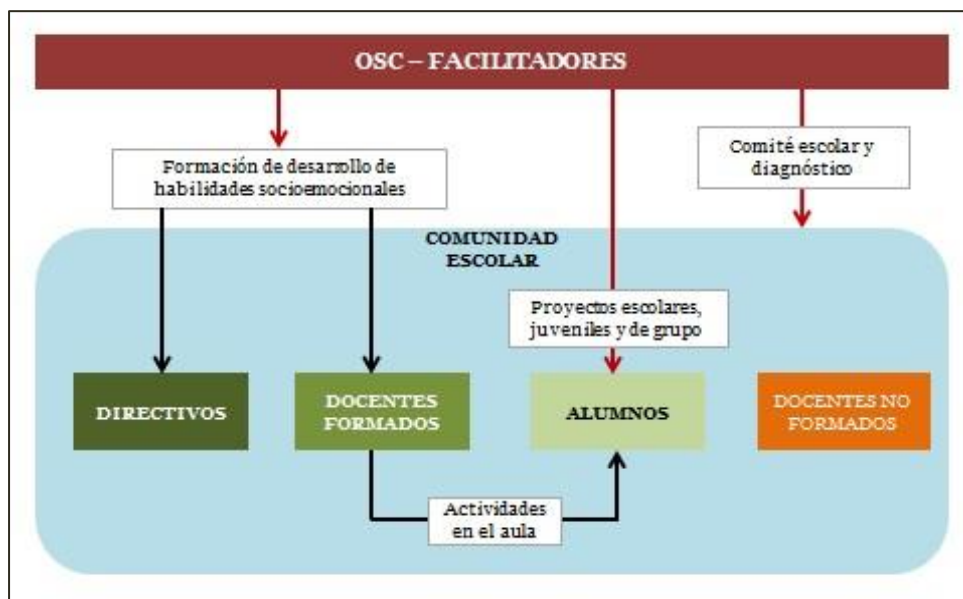 OSC – FACILITADORES
Formación de desarrollo de
habilidades socioemocionales
Comité escolar y
diagnóstico
COMUNIDAD
ESCOLAR
Proyectos escolares,
juveniles y de grupo
DIRECTIVOS
DOCENTES
FORMADOS
ALUMNOS
DOCENTES NO
FORMADOS
Actividades
en el aula